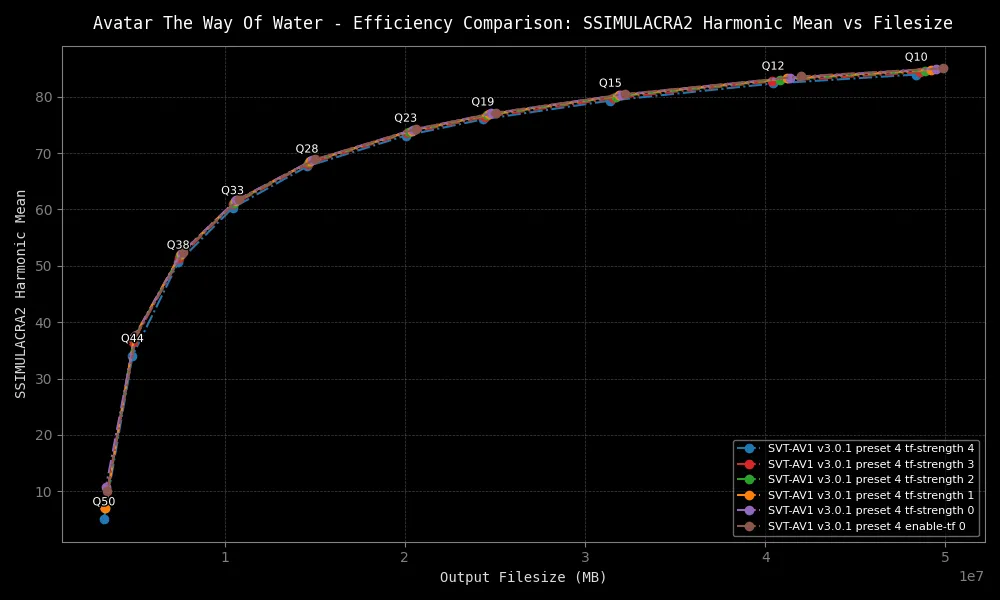 Avatar The Way Of Water - Efficiency Comparison: SSIMULACRA2 Harmonic Mean vs Filesize
SSIMULACRA2 Harmonic Mean
80
70
60
50
40
30
20
10
Q50
Q44
Q38
Q33
Q28
Q23
Q19
Q15
Q12
Q10
SVT-AV1 v3.0.1 preset 4 tf-strength 4
SVT-AV1 v3.0.1 preset 4 tf-strength 3
SVT-AV1 v3.0.1 preset 4 tf-strength 2
SVT-AV1 v3.0.1 preset 4 tf-strength 1
SVT-AV1 v3.0.1 preset 4 tf-strength 0
SVT-AV1 v3.0.1 preset 4 enable-tf 0
1 2 3 4 5
1e7
Output Filesize (MB)